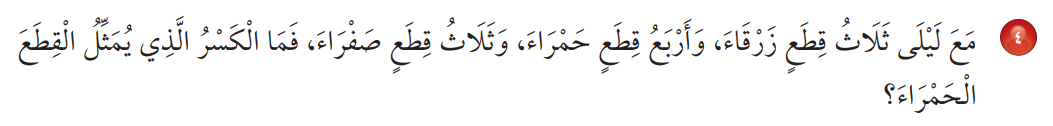 ٤ مَعَ لَيْلَى ثَلَاثُ قِطَعٍ زَرْقَاءَ، وَأَرْبَعُ قِطَعٍ حَمْرَاءَ، وَثَلَاثُ قِطَعٍ صَفْرَاءَ، فَمَا الْكَسْرُ الَّذِي يُمَثِّلُ الْقِطَعَ
الْحَمْرَاءَ؟